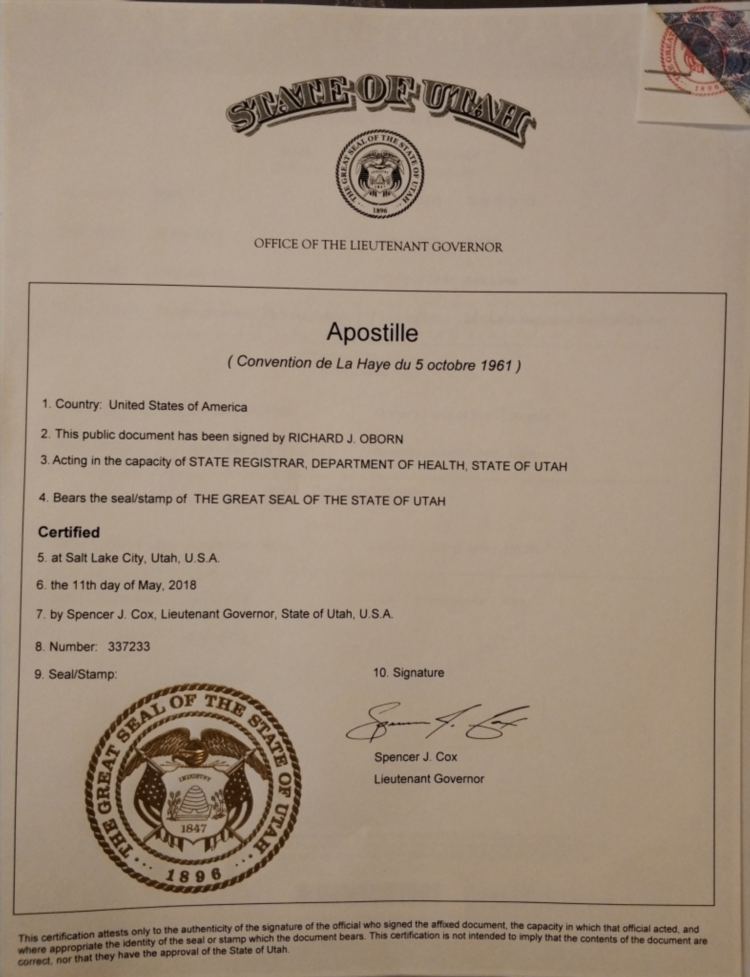 STATE OF UTAH
THE GREAT SEAL OF THE STATE OF UTAH
1896
OFFICE OF THE LIEUTENANT GOVERNOR
Apostille
( Convention de La Haye du 5 octobre 1961 )
1. Country: United States of America
2. This public document has been signed by RICHARD J. OBORN
3. Acting in the capacity of STATE REGISTRAR, DEPARTMENT OF HEALTH, STATE OF UTAH
4. Bears the seal/stamp of THE GREAT SEAL OF THE STATE OF UTAH
Certified
5. at Salt Lake City, Utah, U.S.A.
6. the 11th day of May, 2018
7. by Spencer J. Cox, Lieutenant Governor, State of Utah, U.S.A.
8. Number: 337233
9. Seal/Stamp:
10. Signature
THE GREAT SEAL OF THE STATE OF UTAH
INDUSTRY
1847
1896
Spencer J. Cox
Spencer J. Cox
Lieutenant Governor
This certification attests only to the authenticity of the signature of the official who signed the affixed document, the capacity in which that official acted, and
where appropriate the identity of the seal or stamp which the document bears. This certification is not intended to imply that the contents of the document are
correct, nor that they have the approval of the State of Utah.